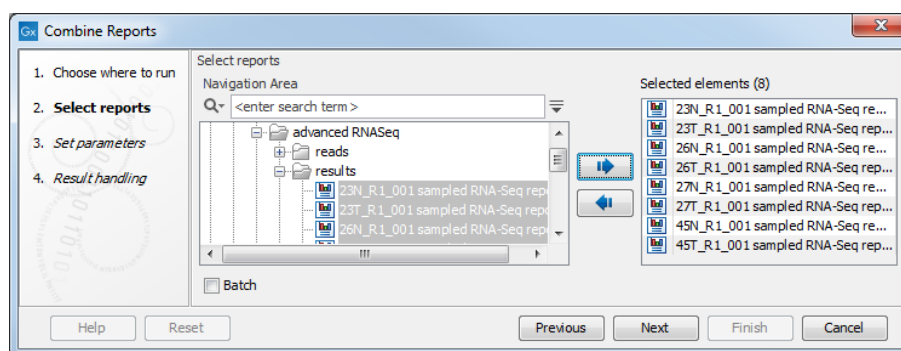 Gx Combine Reports
1. Choose where to run
2. Select reports
3. Set parameters
4. Result handling
Select reports
Navigation Area
<enter search term>
advanced RNASeq
reads
results
23N_R1_001 sampled RNA-Seq repo
23T_R1_001 sampled RNA-Seq repo
26N_R1_001 sampled RNA-Seq repo
Batch
Selected elements (8)
23N_R1_001 sampled RNA-Seq re...
23T_R1_001 sampled RNA-Seq rep...
26N_R1_001 sampled RNA-Seq re...
26T_R1_001 sampled RNA-Seq rep...
27N_R1_001 sampled RNA-Seq re...
27T_R1_001 sampled RNA-Seq rep...
45N_R1_001 sampled RNA-Seq re...
45T_R1_001 sampled RNA-Seq rep...
Help Reset Previous Next Finish Cancel